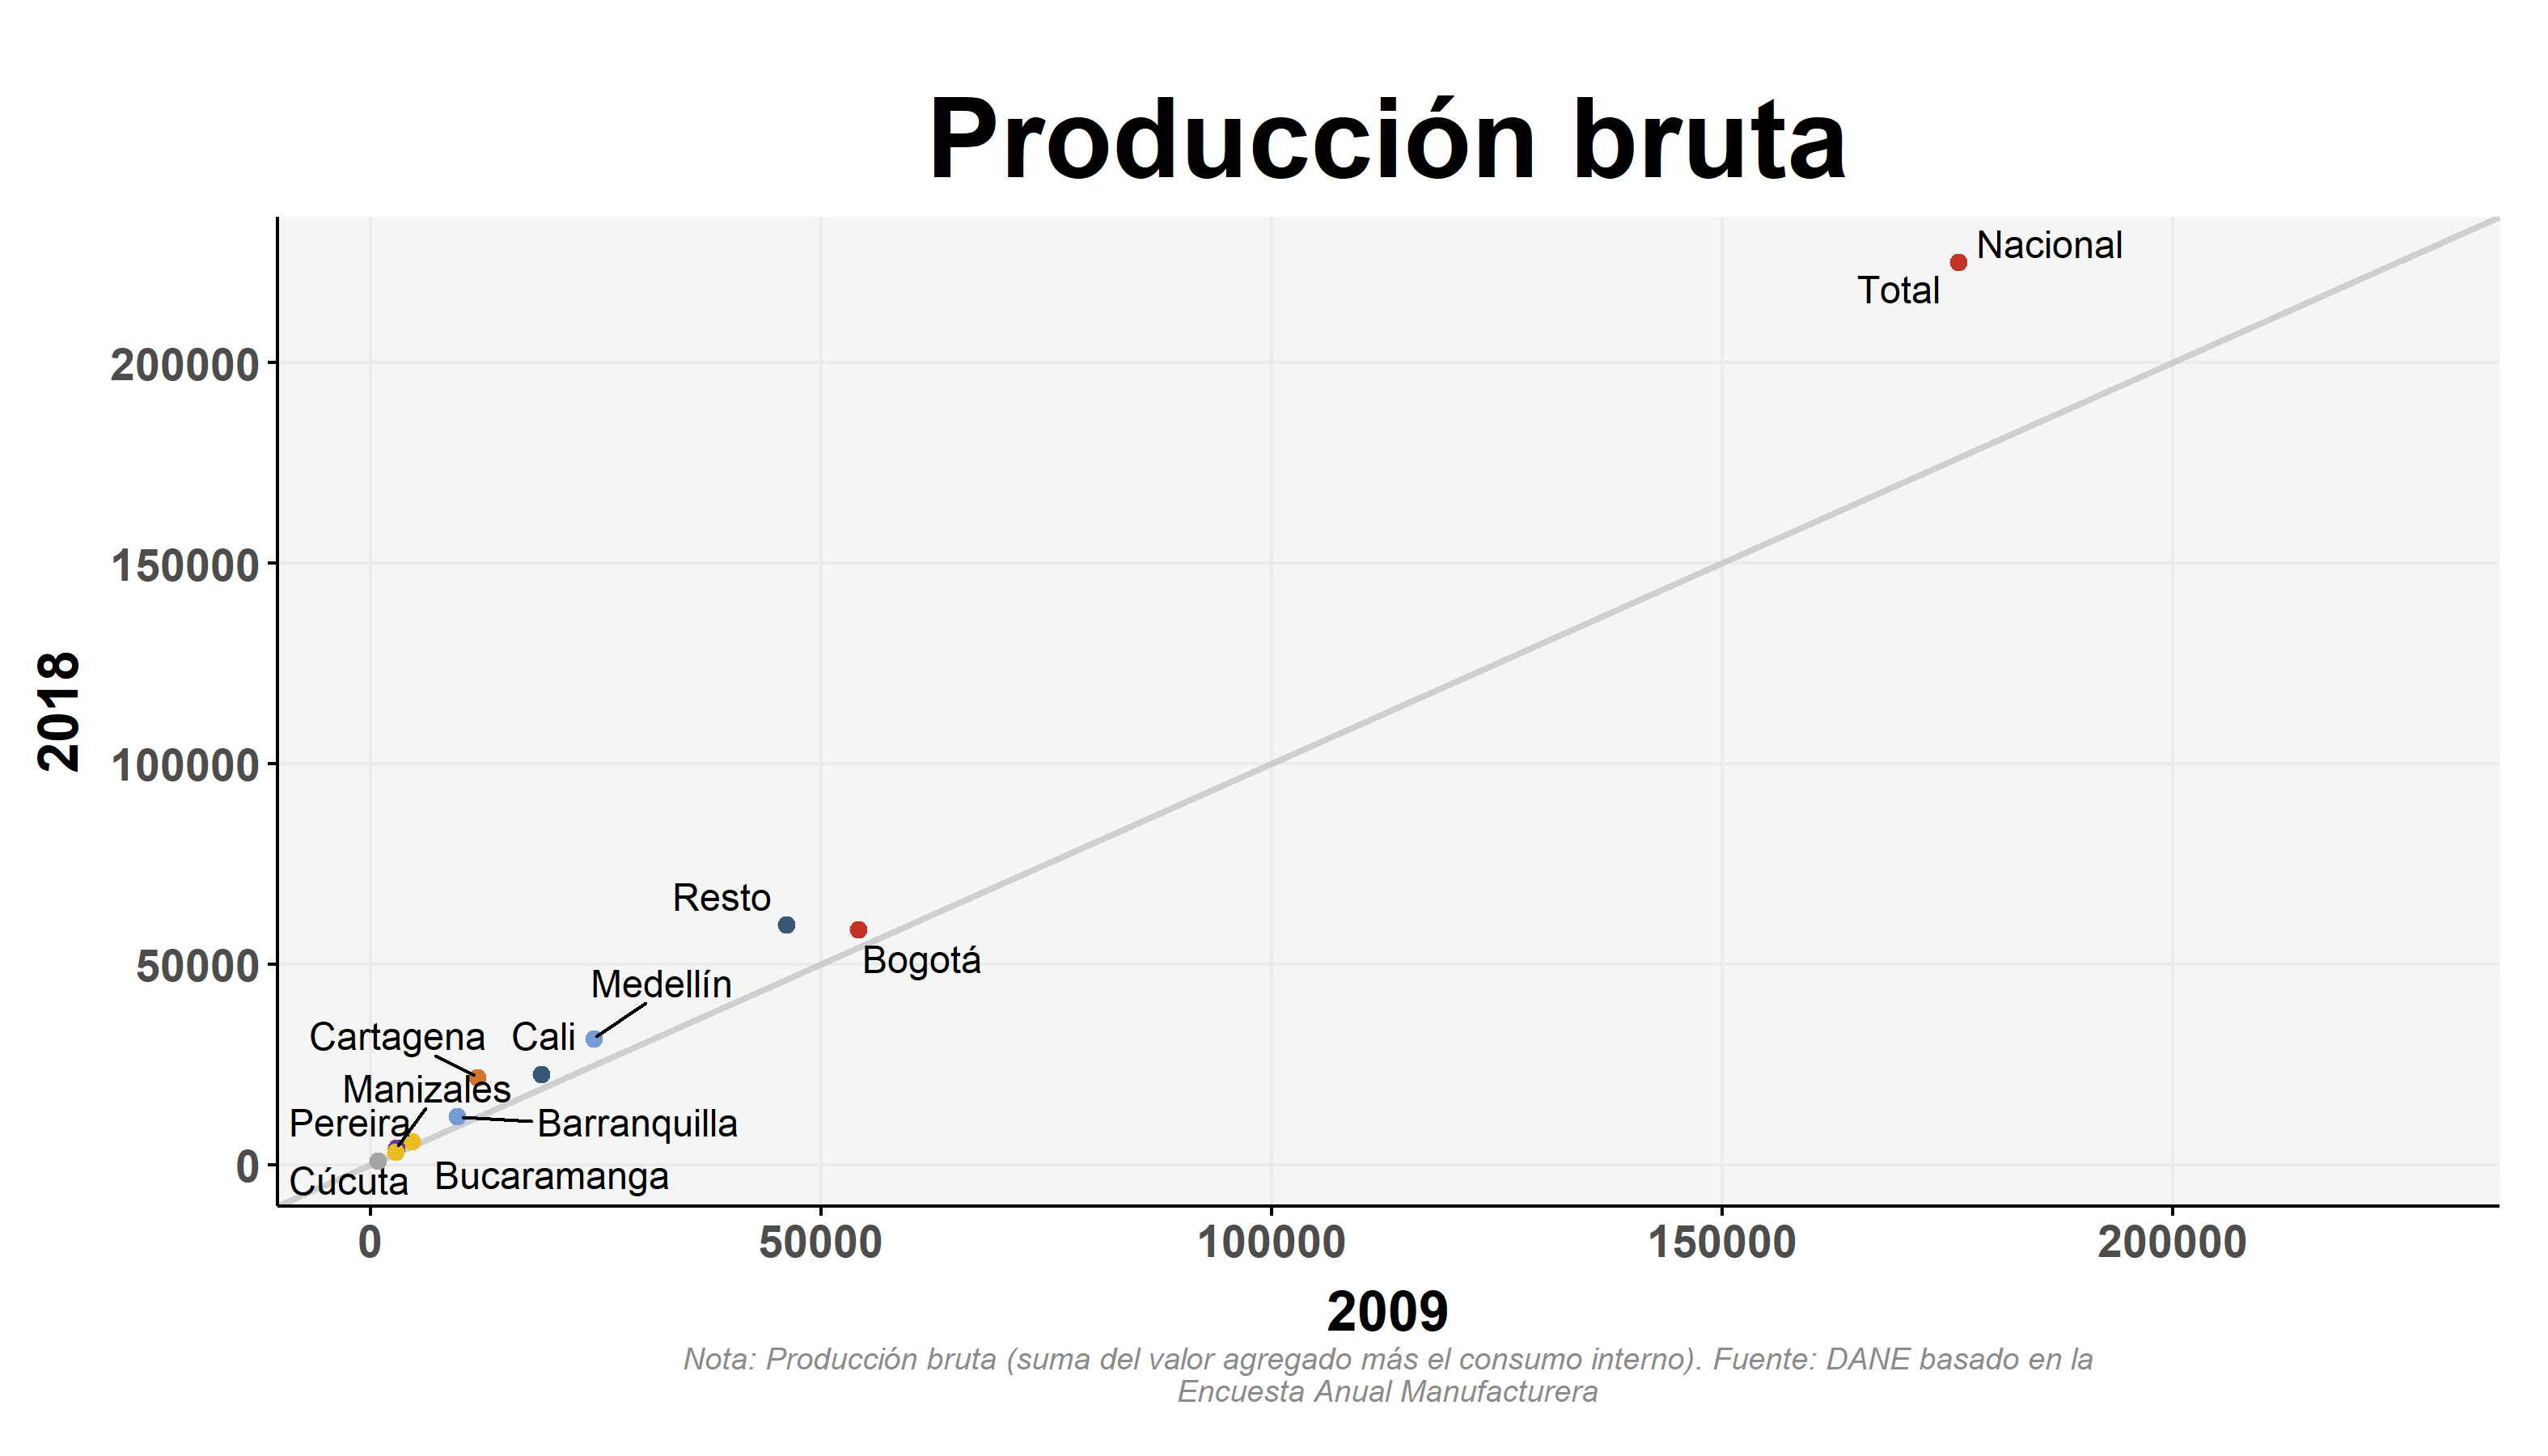 Producción bruta
Nacional
Total
200000
150000
2018
100000
Resto
Bogotá
50000
Medellín
Cartagena
Cali
Manizales
Pereira
Barranquilla
0
Cúcuta
Bucaramanga
0
50000
100000
150000
200000
2009
Nota: Producción bruta (suma del valor agregado más el consumo interno). Fuente: DANE basado en la
Encuesta Anual Manufacturera